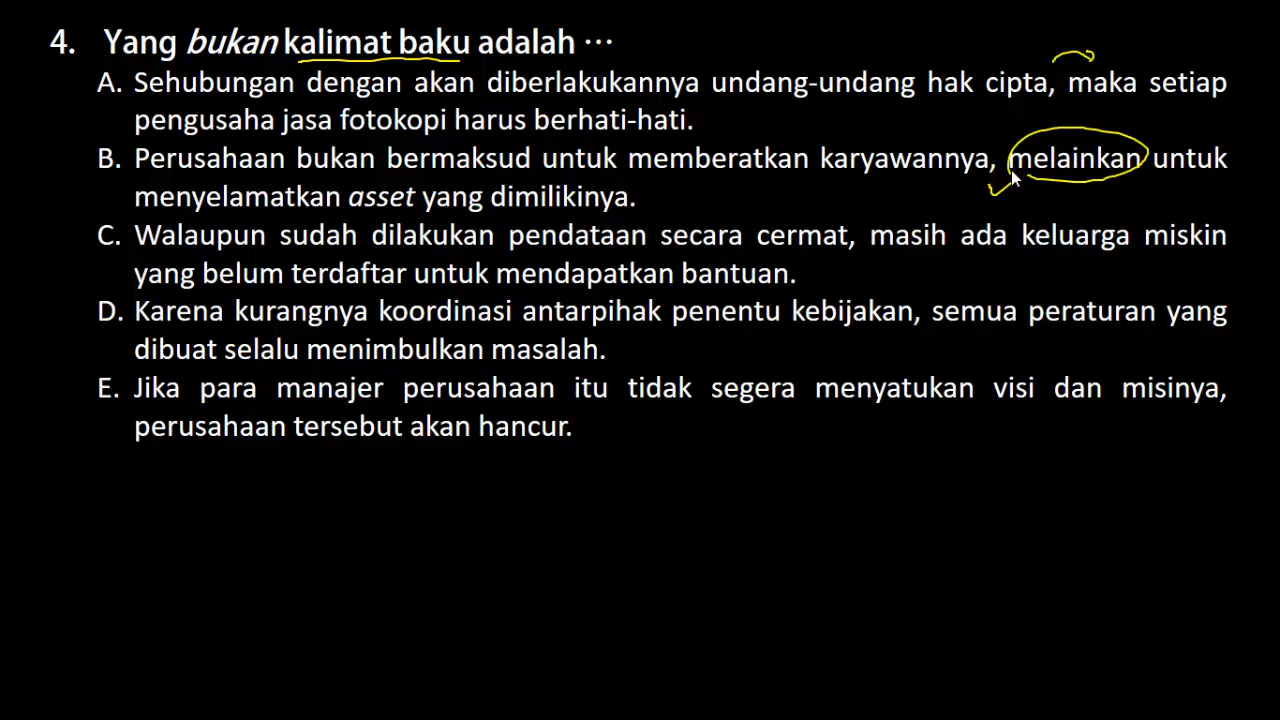 4. Yang bukan kalimat baku adalah ⋯
A. Sehubungan dengan akan diberlakukannya undang-undang hak cipta, maka setiap
pengusaha jasa fotokopi harus berhati-hati.
B. Perusahaan bukan bermaksud untuk memberatkan karyawannya, melainkan untuk
menyelamatkan asset yang dimilikinya.
C. Walaupun sudah dilakukan pendataan secara cermat, masih ada keluarga miskin
yang belum terdaftar untuk mendapatkan bantuan.
D. Karena kurangnya koordinasi antarpihak penentu kebijakan, semua peraturan yang
dibuat selalu menimbulkan masalah.
E. Jika para manajer perusahaan itu tidak segera menyatukan visi dan misinya,
perusahaan tersebut akan hancur.